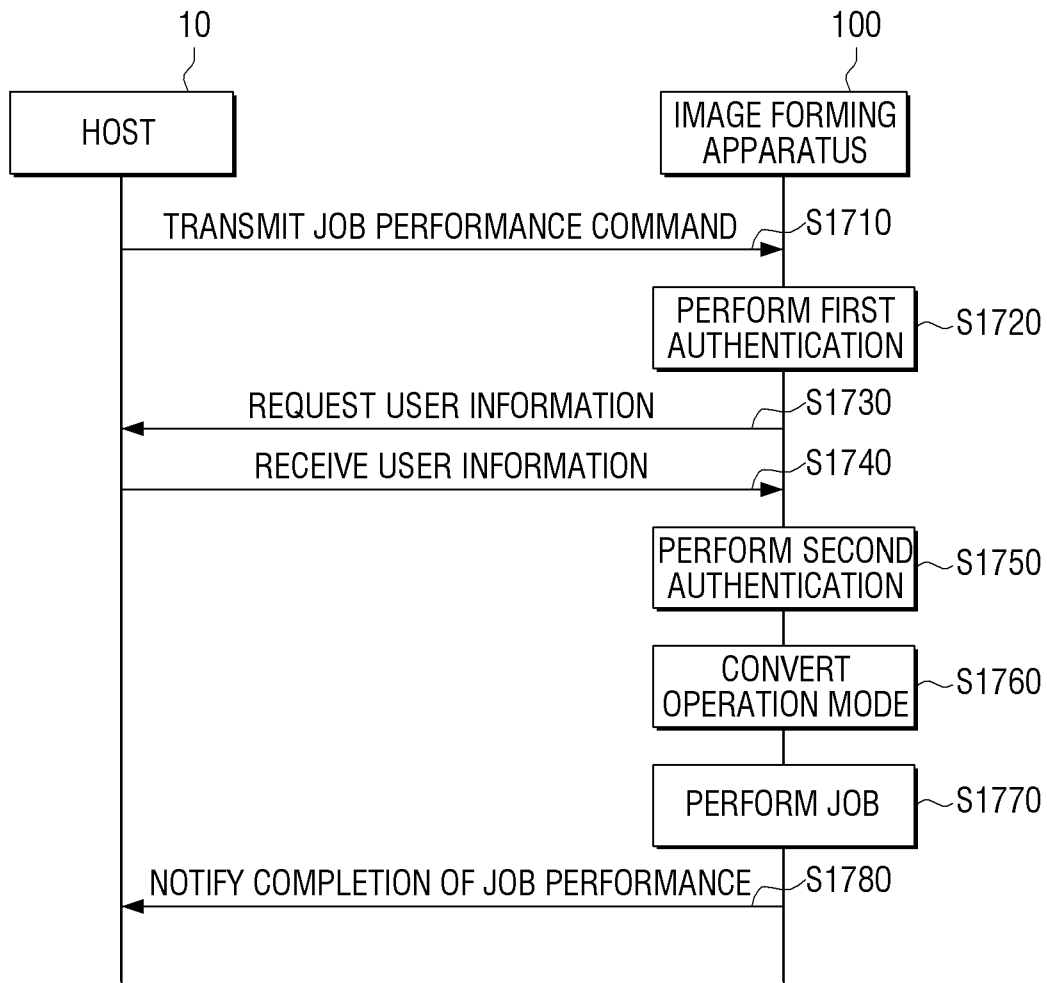 10
100
HOST
IMAGE FORMING
APPARATUS
TRANSMIT JOB PERFORMANCE COMMAND
S1710
PERFORM FIRST
AUTHENTICATION
S1720
REQUEST USER INFORMATION
S1730
RECEIVE USER INFORMATION
S1740
PERFORM SECOND
AUTHENTICATION
S1750
CONVERT
OPERATION MODE
S1760
PERFORM JOB
S1770
NOTIFY COMPLETION OF JOB PERFORMANCE
S1780